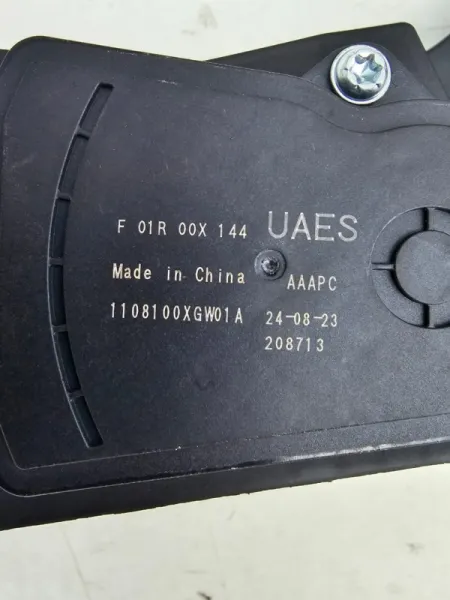 F 01R 00X 144 UAES
Made in China AAAPC
1108100XGW01A 24-08-23
208713